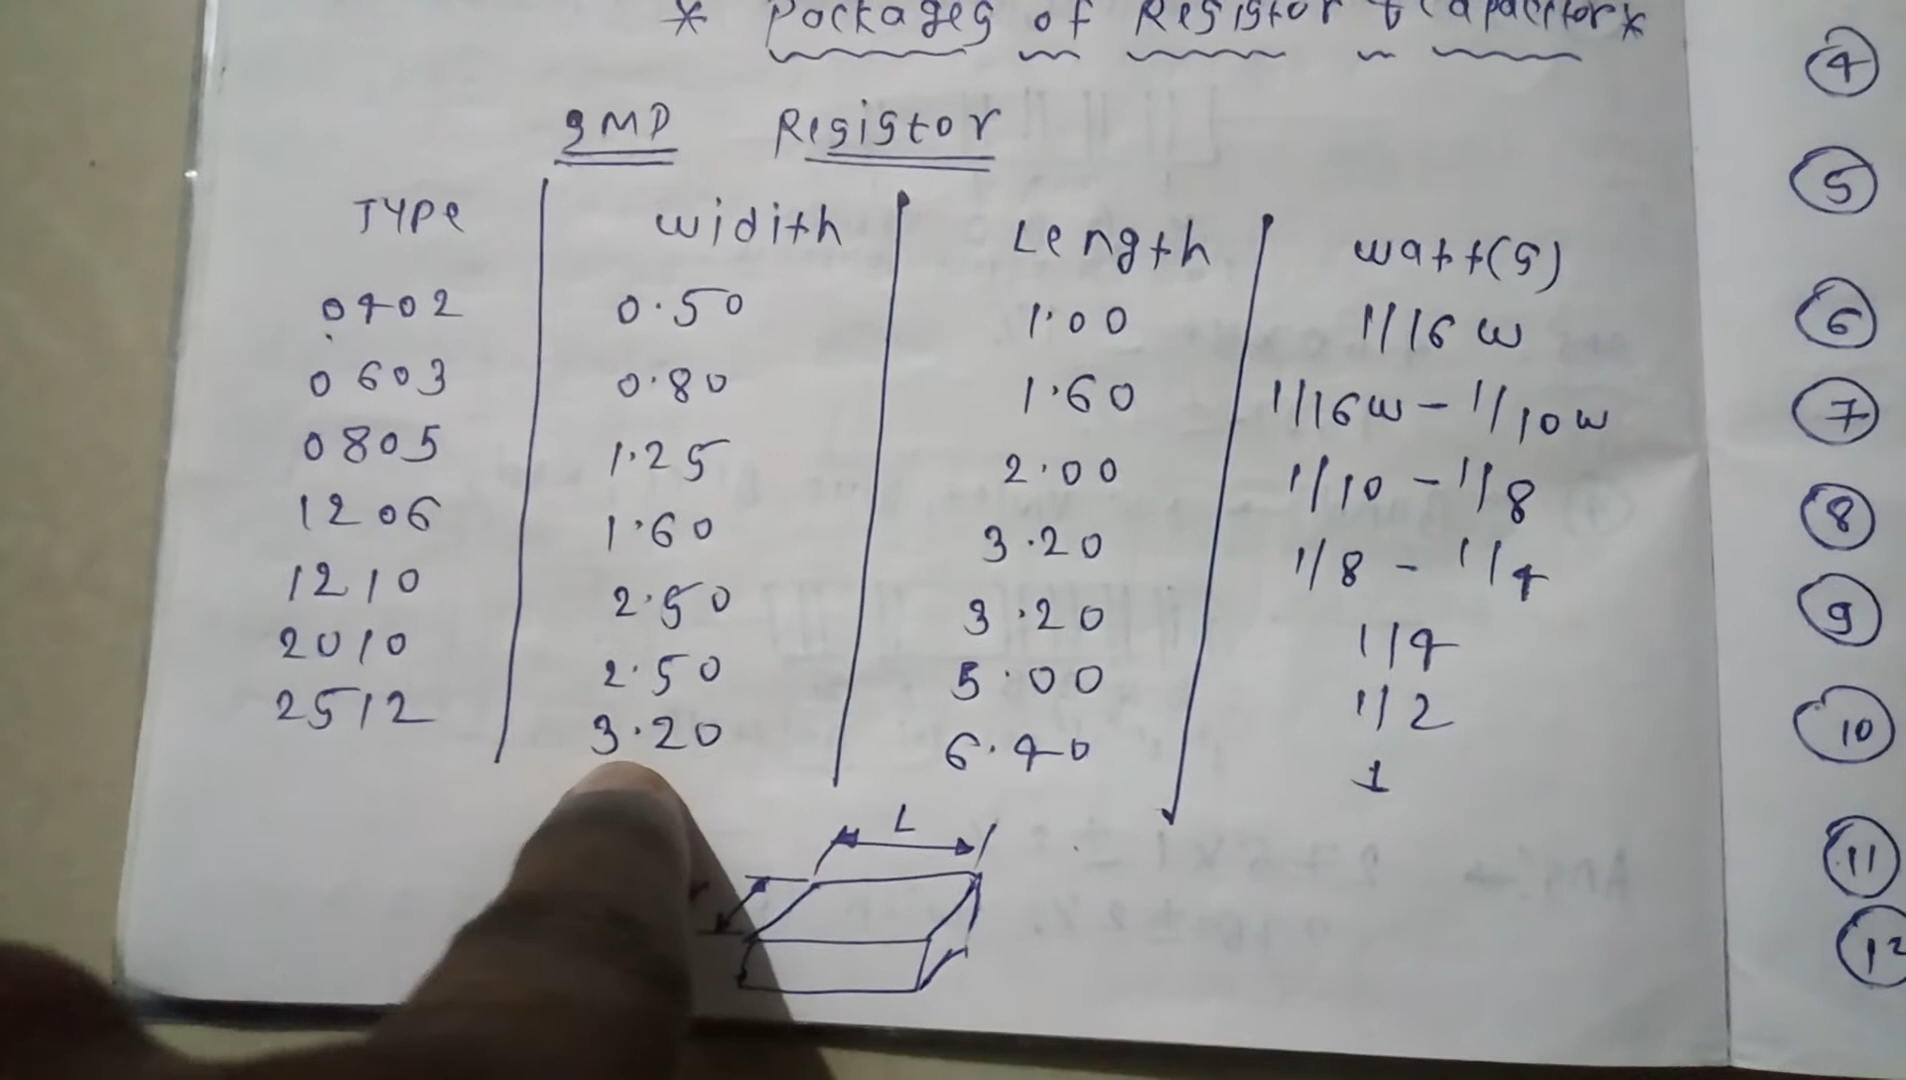 * Packages of Resistor & Capacitor *
SMD Resistor
TYPe widith Length watt(s)
0402 0.50 1.00 1/16 w
0603 0.80 1.60 1/16w - 1/10w
0805 1.25 2.00 1/10 - 1/8
1206 1.60 3.20 1/8 - 1/4
1210 2.50 3.20 1/4
2010 2.50 5.00 1/2
2512 3.20 6.40 1
L
4
5
6
7
8
9
10
11
12